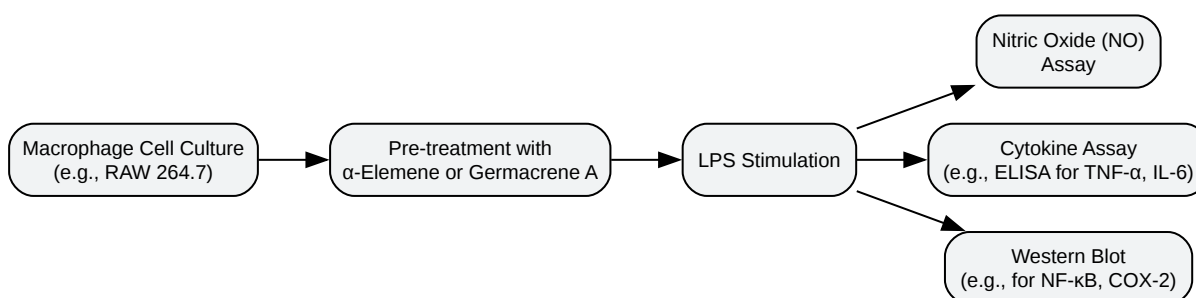 Macrophage Cell Culture
(e.g., RAW 264.7)
Pre-treatment with
α-Elemene or Germacrene A
LPS Stimulation
Nitric Oxide (NO)
Assay
Cytokine Assay
(e.g., ELISA for TNF-α, IL-6)
Western Blot
(e.g., for NF-κB, COX-2)